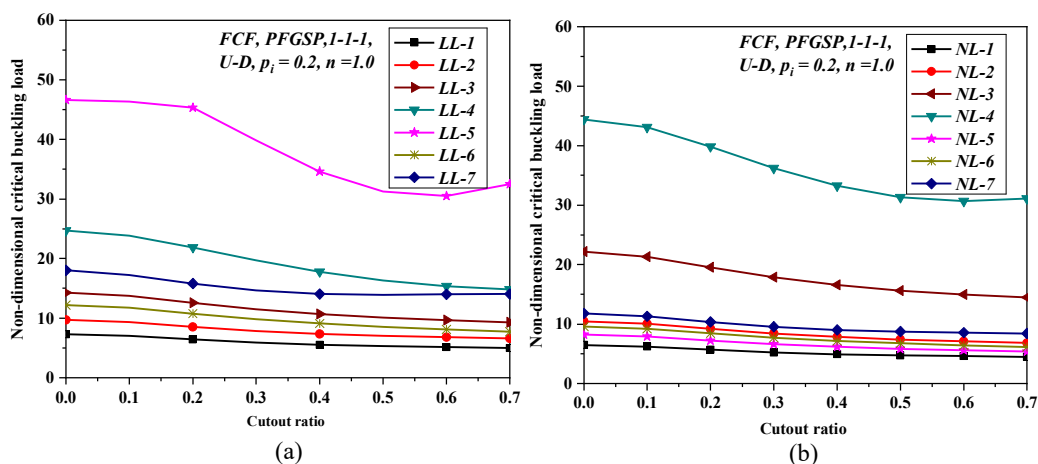 (a)
60
50
40
30
20
10
0
Non-dimensional critical buckling load
FCF, PFGSP,1-1-1,
U-D, pi = 0.2, n =1.0
LL-1
LL-2
LL-3
LL-4
LL-5
LL-6
LL-7
0.0 0.1 0.2 0.3 0.4 0.5 0.6 0.7
Cutout ratio
(a)
(b)
60
50
40
30
20
10
0
Non-dimensional critical buckling load
FCF, PFGSP,1-1-1,
U-D, pi = 0.2, n =1.0
NL-1
NL-2
NL-3
NL-4
NL-5
NL-6
NL-7
0.0 0.1 0.2 0.3 0.4 0.5 0.6 0.7
Cutout ratio
(b)